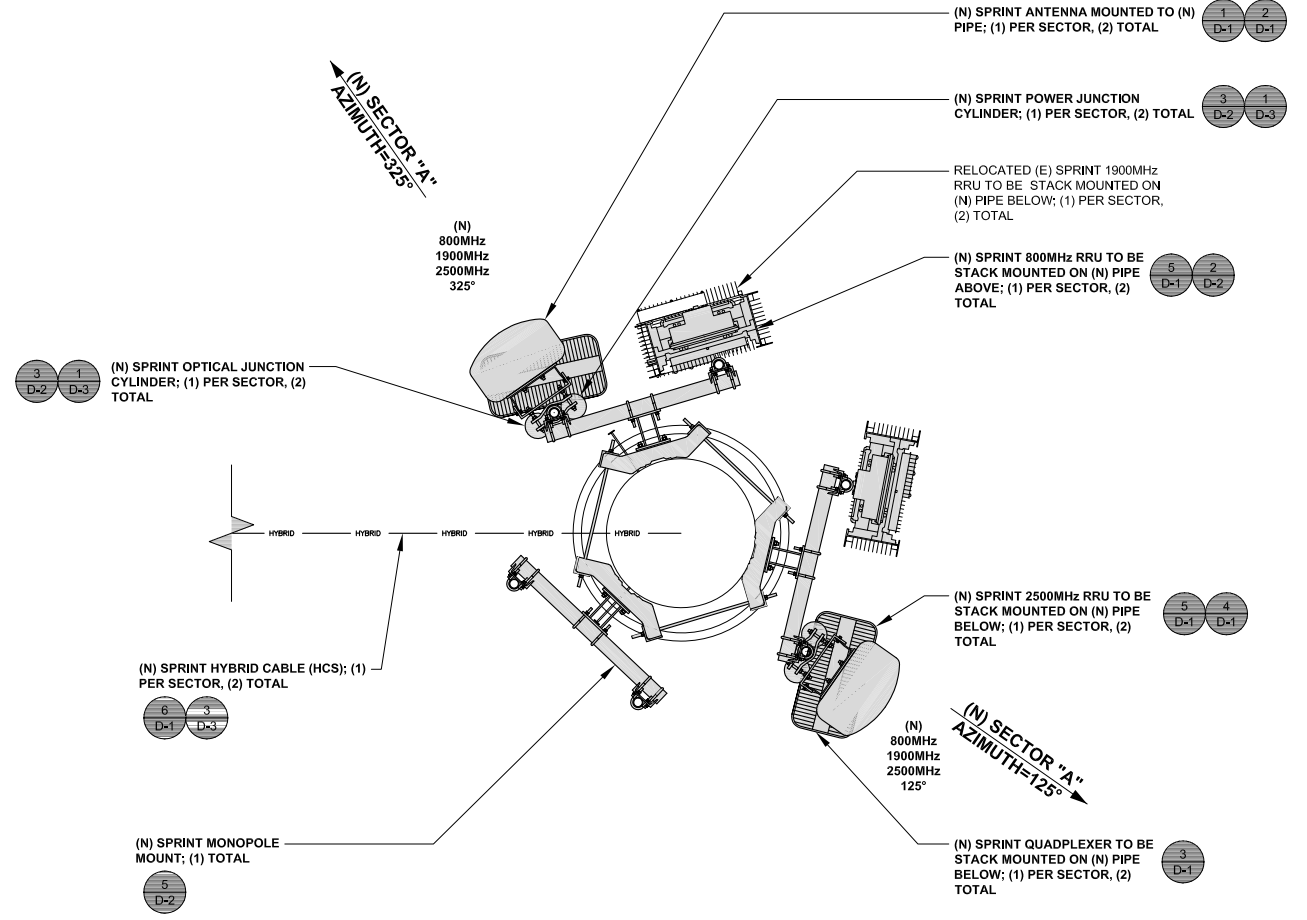 (N) SPRINT ANTENNA MOUNTED TO (N)
PIPE; (1) PER SECTOR, (2) TOTAL
1
D-1
2
D-1
(N) SPRINT POWER JUNCTION
CYLINDER; (1) PER SECTOR, (2) TOTAL
3
D-2
1
D-3
RELOCATED (E) SPRINT 1900MHz
RRU TO BE STACK MOUNTED ON
(N) PIPE BELOW; (1) PER SECTOR,
(2) TOTAL
(N) SPRINT 800MHz RRU TO BE
STACK MOUNTED ON (N) PIPE
ABOVE; (1) PER SECTOR, (2)
TOTAL
5
D-1
2
D-2
(N) SECTOR "A"
AZIMUTH=325°
(N)
800MHz
1900MHz
2500MHz
325°
3
D-2
1
D-3
(N) SPRINT OPTICAL JUNCTION
CYLINDER; (1) PER SECTOR, (2)
TOTAL
HYBRID HYBRID HYBRID HYBRID HYBRID
(N) SPRINT 2500MHz RRU TO BE
STACK MOUNTED ON (N) PIPE
BELOW; (1) PER SECTOR, (2)
TOTAL
5
D-1
4
D-1
(N) SPRINT HYBRID CABLE (HCS); (1)
PER SECTOR, (2) TOTAL
6
D-1
3
D-3
(N)
800MHz
1900MHz
2500MHz
125°
(N) SECTOR "A"
AZIMUTH=125°
(N) SPRINT MONOPOLE
MOUNT; (1) TOTAL
5
D-2
(N) SPRINT QUADPLEXER TO BE
STACK MOUNTED ON (N) PIPE
BELOW; (1) PER SECTOR, (2)
TOTAL
3
D-1